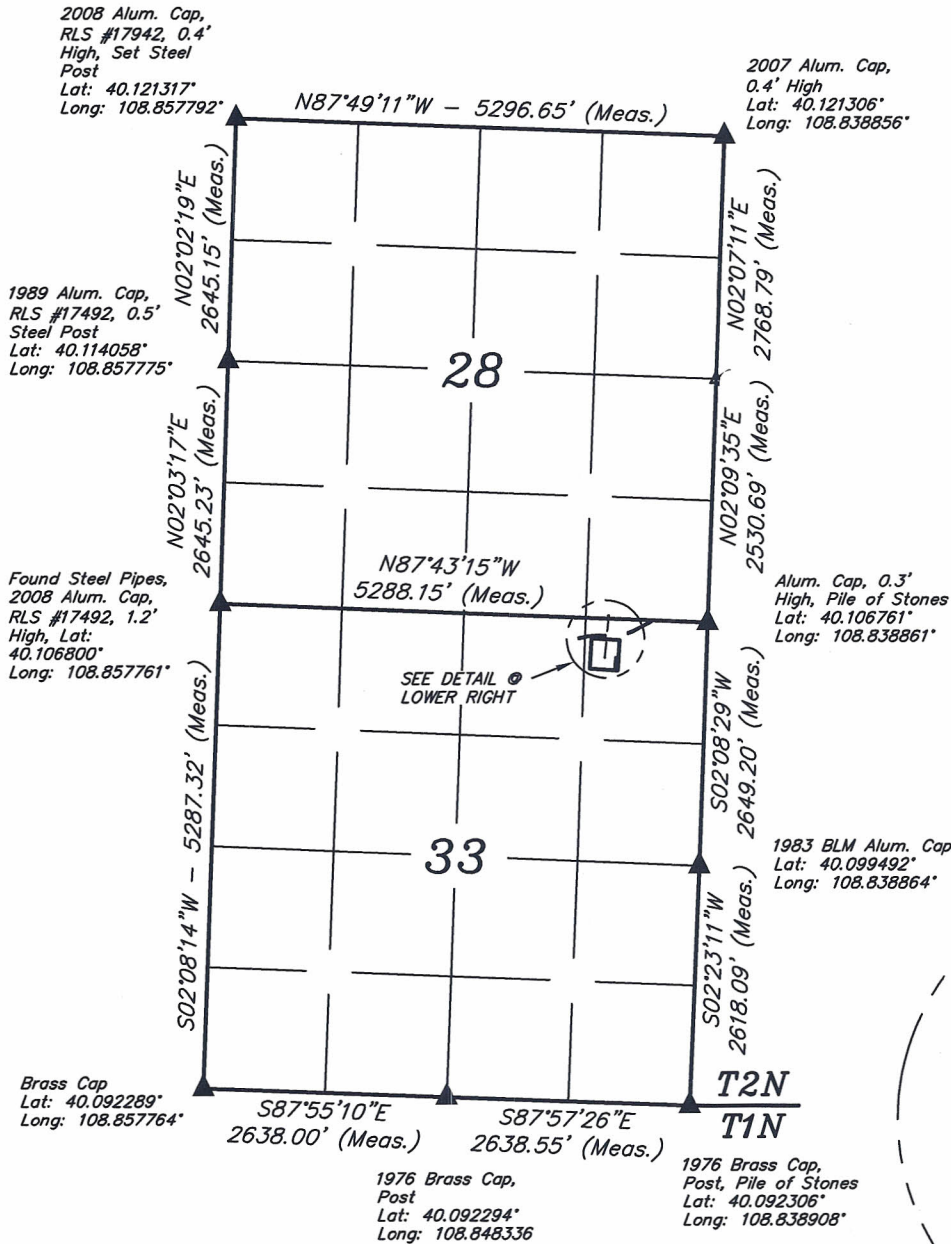 2008 Alum. Cap,
RLS #17942, 0.4'
High, Set Steel
Post
Lat: 40.121317°
Long: 108.857792°
N87°49'11"W - 5296.65' (Meas.)
2007 Alum. Cap,
0.4' High
Lat: 40.121306°
Long: 108.838856°
N02°02'19"E
2645.15' (Meas.)
N02°07'11"E
2768.79' (Meas.)
1989 Alum. Cap,
RLS #17492, 0.5'
Steel Post
Lat: 40.114058°
Long: 108.857775°
28
N02°03'17"E
2645.23' (Meas.)
N02°09'35"E
2530.69' (Meas.)
Found Steel Pipes,
2008 Alum. Cap,
RLS #17492, 1.2'
High, Lat:
40.106800°
Long: 108.857761°
N87°43'15"W
5288.15' (Meas.)
Alum. Cap, 0.3'
High, Pile of Stones
Lat: 40.106761°
Long: 108.838861°
SEE DETAIL @
LOWER RIGHT
S02°08'14"W - 5287.32' (Meas.)
S02°08'29"W
2649.20' (Meas.)
33
1983 BLM Alum. Cap
Lat: 40.099492°
Long: 108.838864°
S02°23'11"W
2618.09' (Meas.)
Brass Cap
Lat: 40.092289°
Long: 108.857764°
S87°55'10"E
2638.00' (Meas.)
S87°57'26"E
2638.55' (Meas.)
T2N
T1N
1976 Brass Cap,
Post
Lat: 40.092294°
Long: 108.848336
1976 Brass Cap,
Post, Pile of Stones
Lat: 40.092306°
Long: 108.838908°